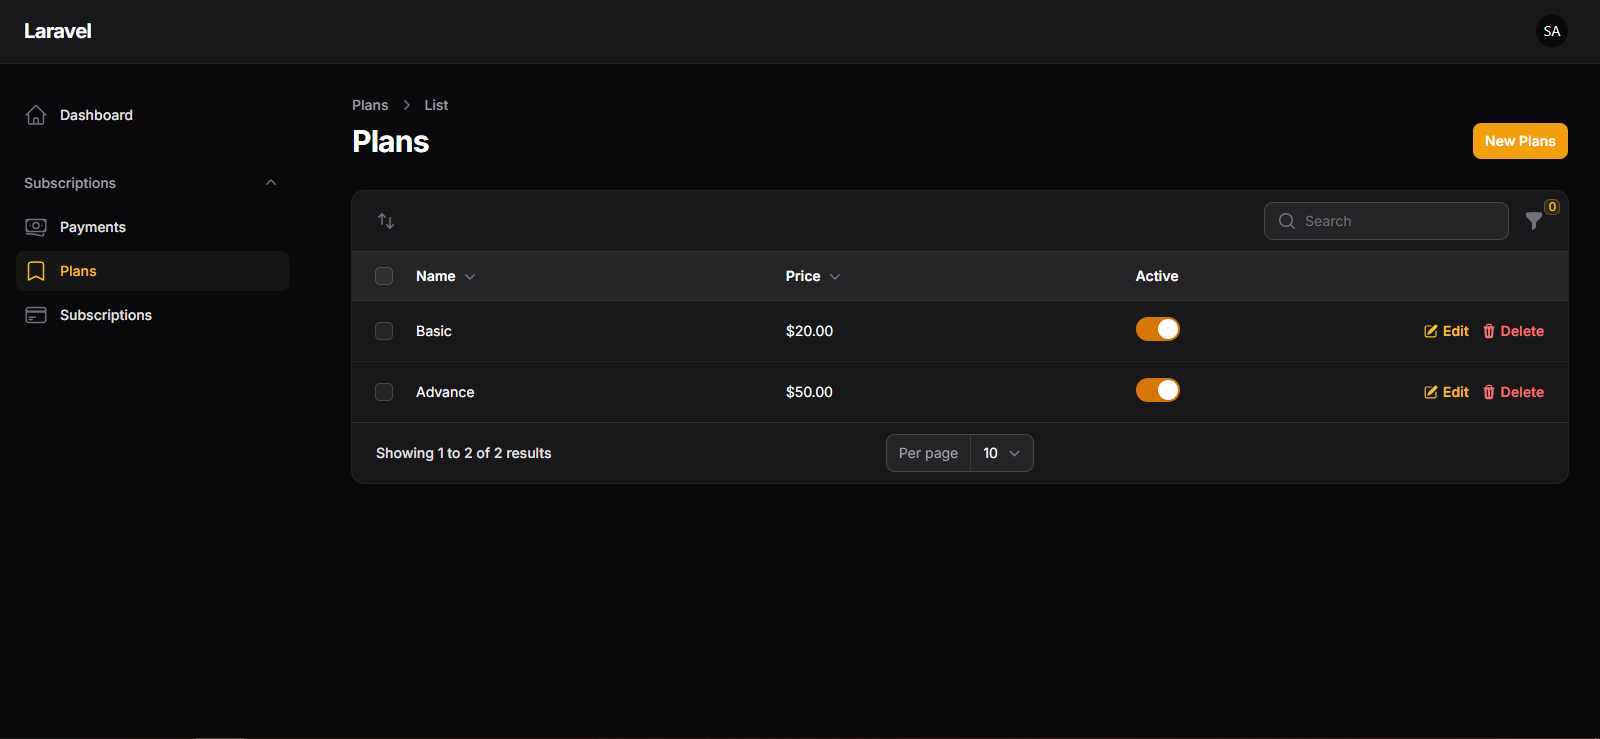 Laravel
SA
Dashboard
Subscriptions
Payments
Plans
Subscriptions
Plans > List
Plans
New Plans
Search
0
Name Price Active
Basic $20.00 Edit Delete
Advance $50.00 Edit Delete
Showing 1 to 2 of 2 results
Per page 10